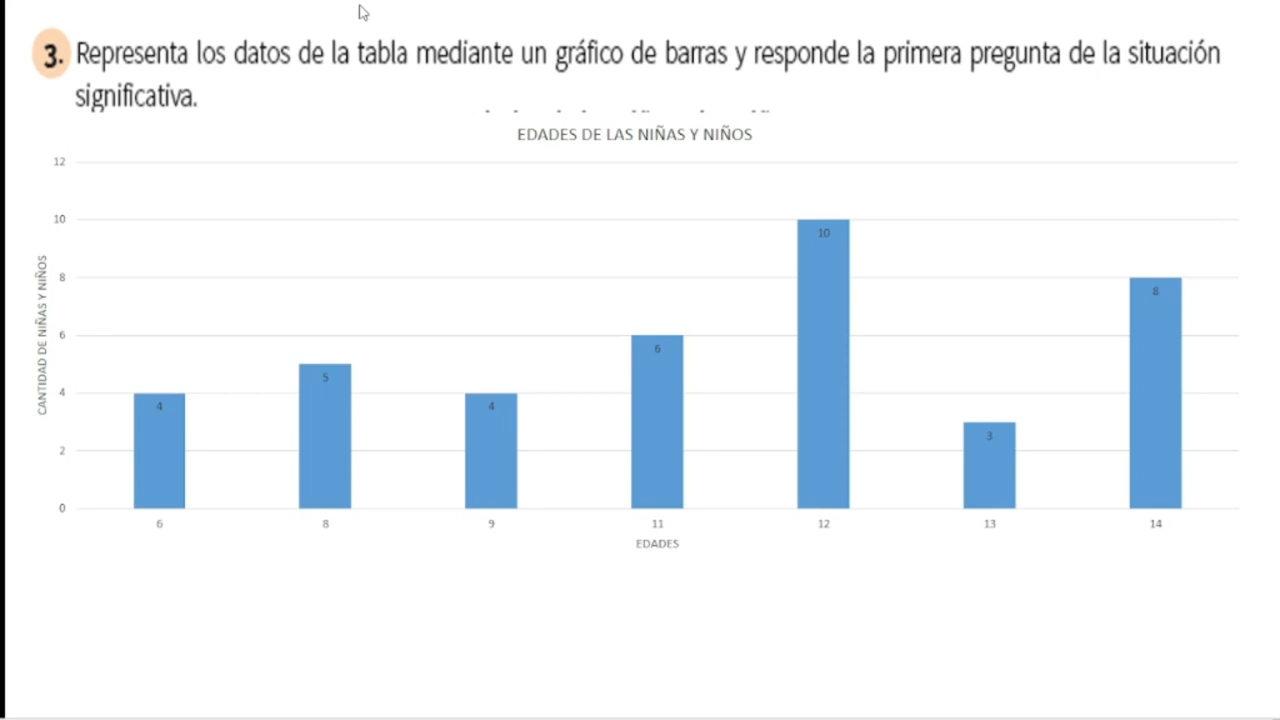 3. Representa los datos de la tabla mediante un gráfico de barras y responde la primera pregunta de la situación
significativa.
EDADES DE LAS NIÑAS Y NIÑOS
12
10
8
6
4
2
0
CANTIDAD DE NIÑAS Y NIÑOS
4
5
4
6
10
3
8
6 8 9 11 12 13 14
EDADES